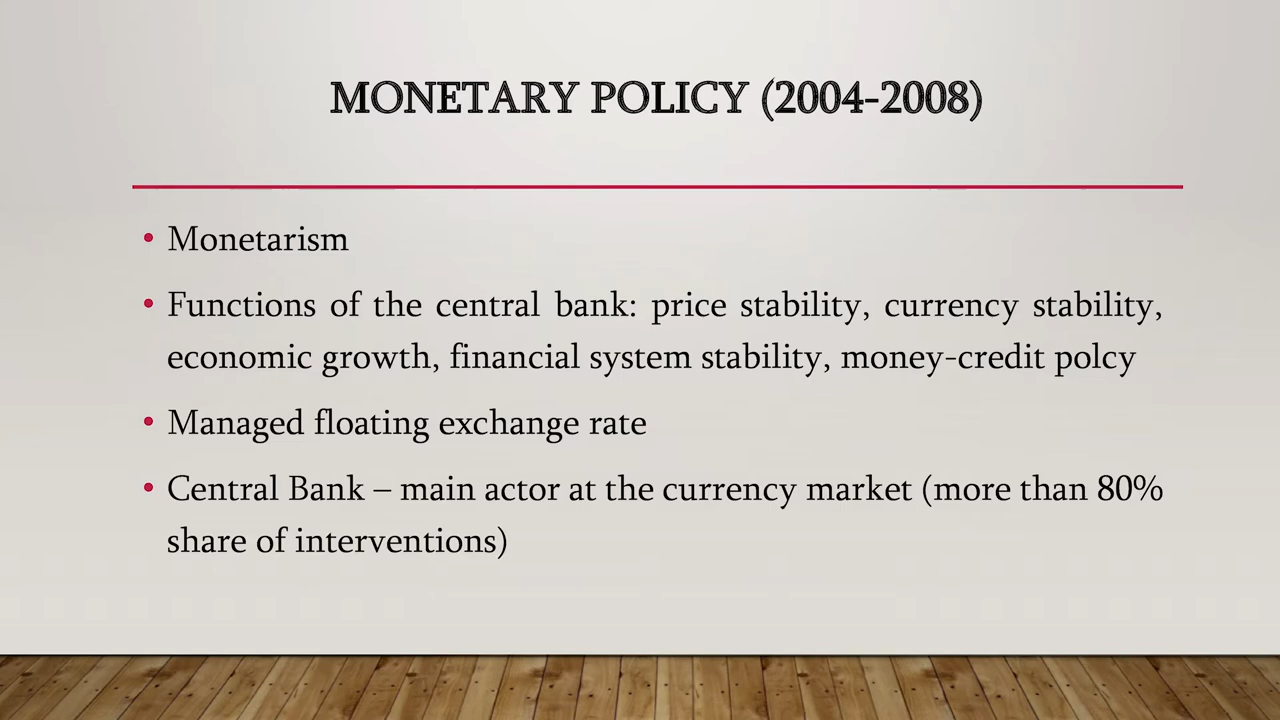 MONETARY POLICY (2004-2008)
• Monetarism
• Functions of the central bank: price stability, currency stability,
economic growth, financial system stability, money-credit polcy
• Managed floating exchange rate
• Central Bank – main actor at the currency market (more than 80%
share of interventions)